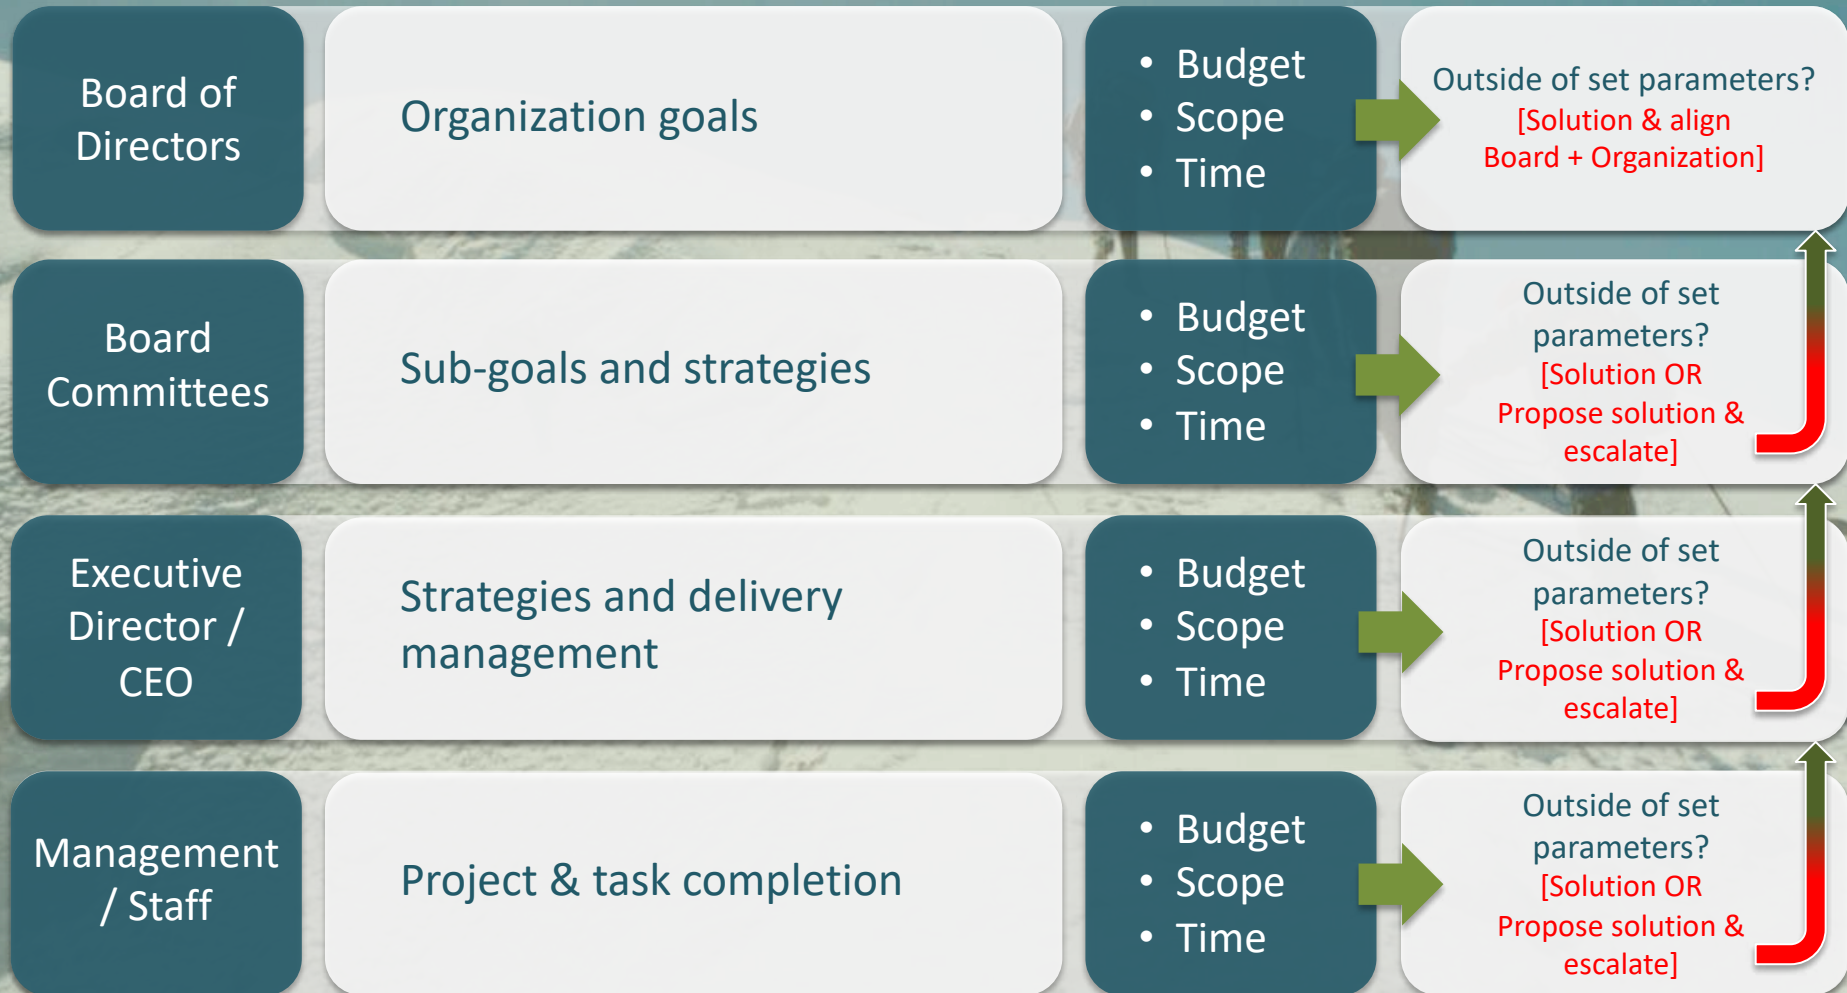 Board of
Directors
Organization goals
• Budget
• Scope
• Time
Outside of set parameters?
[Solution & align
Board + Organization]
Board
Committees
Sub-goals and strategies
• Budget
• Scope
• Time
Outside of set
parameters?
[Solution OR
Propose solution &
escalate]
Executive
Director /
CEO
Strategies and delivery
management
• Budget
• Scope
• Time
Outside of set
parameters?
[Solution OR
Propose solution &
escalate]
Management
/ Staff
Project & task completion
• Budget
• Scope
• Time
Outside of set
parameters?
[Solution OR
Propose solution &
escalate]